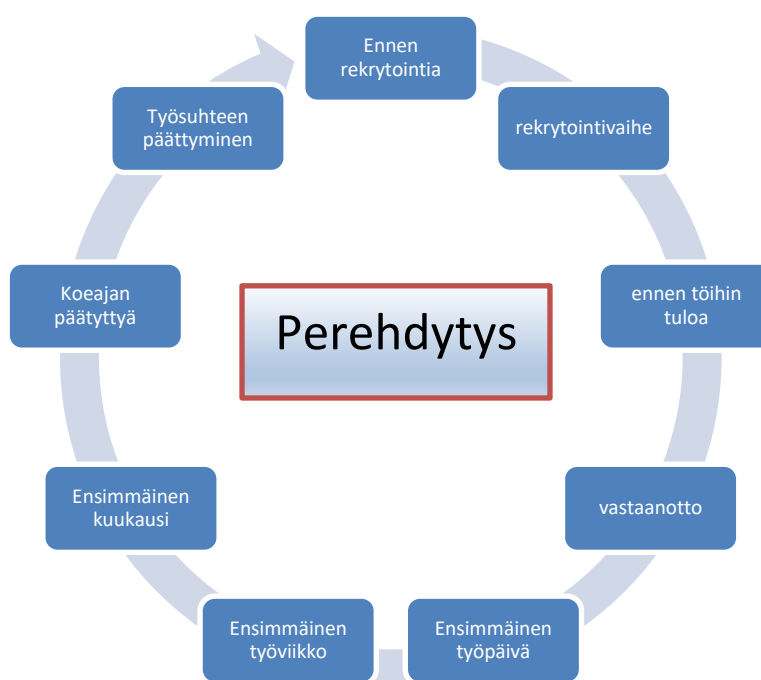 Ennen
rekrytointia
rekrytointivaihe
ennen töihin
tuloa
vastaanotto
Ensimmäinen
työpäivä
Ensimmäinen
työviikko
Ensimmäinen
kuukausi
Koeajan
päätyttyä
Työsuhteen
päättyminen
Perehdytys